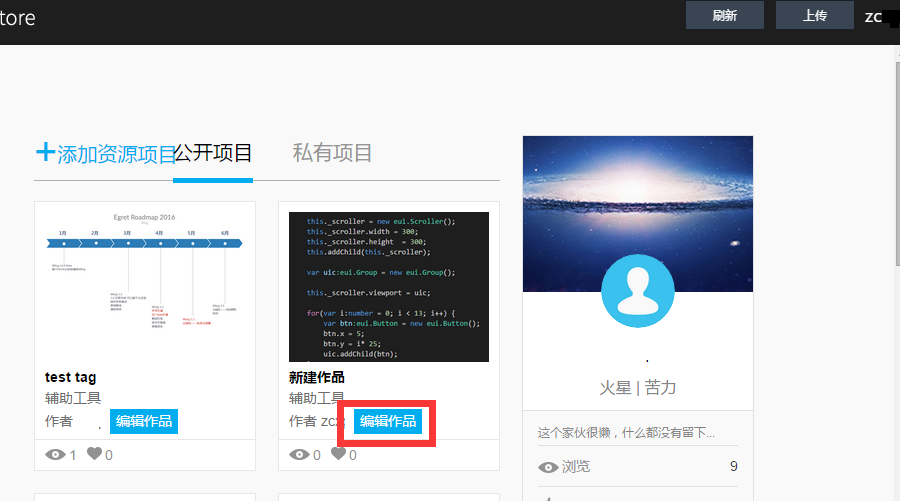 tore
刷新
上传
zc
+添加资源项目
公开项目
私有项目
Egret Roadmap 2016
1月 2月 3月 4月 5月 6月
test tag
辅助工具
作者
编辑作品
1 0
this._scroller = new eui.Scroller();
this._scroller.width = 300;
this._scroller.height = 300;
this.addChild(this._scroller);
var uic:eui.Group = new eui.Group();
this._scroller.viewport = uic;
for(var i:number = 0; i < 13; i++) {
var btn:eui.Button = new eui.Button();
btn.x = 5;
btn.y = i* 25;
uic.addChild(btn);
新建作品
辅助工具
作者 zcx
编辑作品
0 0
火星 | 苦力
这个家伙很懒，什么都没有留下...
浏览 9